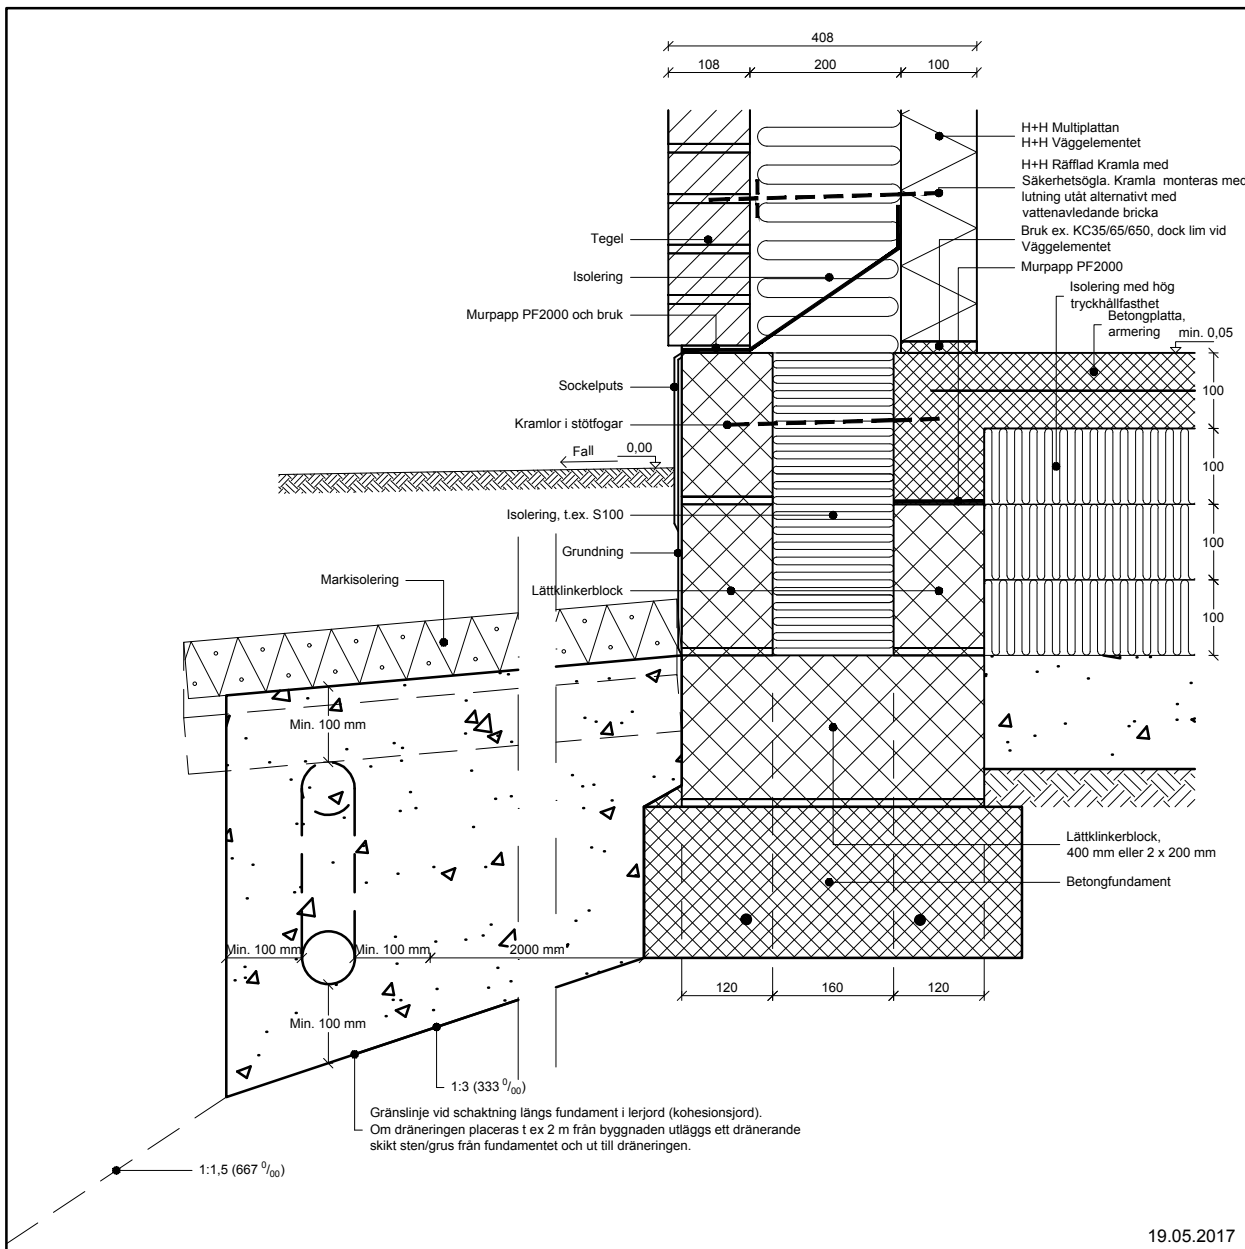 408
108
200
100
H+H Multiplattan
H+H Väggelementet
H+H Räfflad Kramla med
Säkerhetsögla. Kramla monteras med
lutning utåt alternativt med
vattenavledande bricka
Bruk ex. KC35/65/650, dock lim vid
Väggelementet
Murpapp PF2000
Isolering med hög
tryckhållfasthet
Betongplatta,
armering
min. 0,05
Tegel
Isolering
Murpapp PF2000 och bruk
Sockelputs
Kramlor i stötfogar
Fall
0,00
Isolering, t.ex. S100
Grundning
Markisolering
Lättklinkerblock
100
100
100
100
Min. 100 mm
Lättklinkerblock,
400 mm eller 2 x 200 mm
Betongfundament
Min. 100 mm
Min. 100 mm
2000 mm
120
160
120
Min. 100 mm
1:3 (333 0/00)
Gränslinje vid schaktning längs fundament i lerjord (kohesionsjord).
Om dräneringen placeras t ex 2 m från byggnaden utläggs ett dränerande
skikt sten/grus från fundamentet och ut till dräneringen.
1:1,5 (667 0/00)
19.05.2017